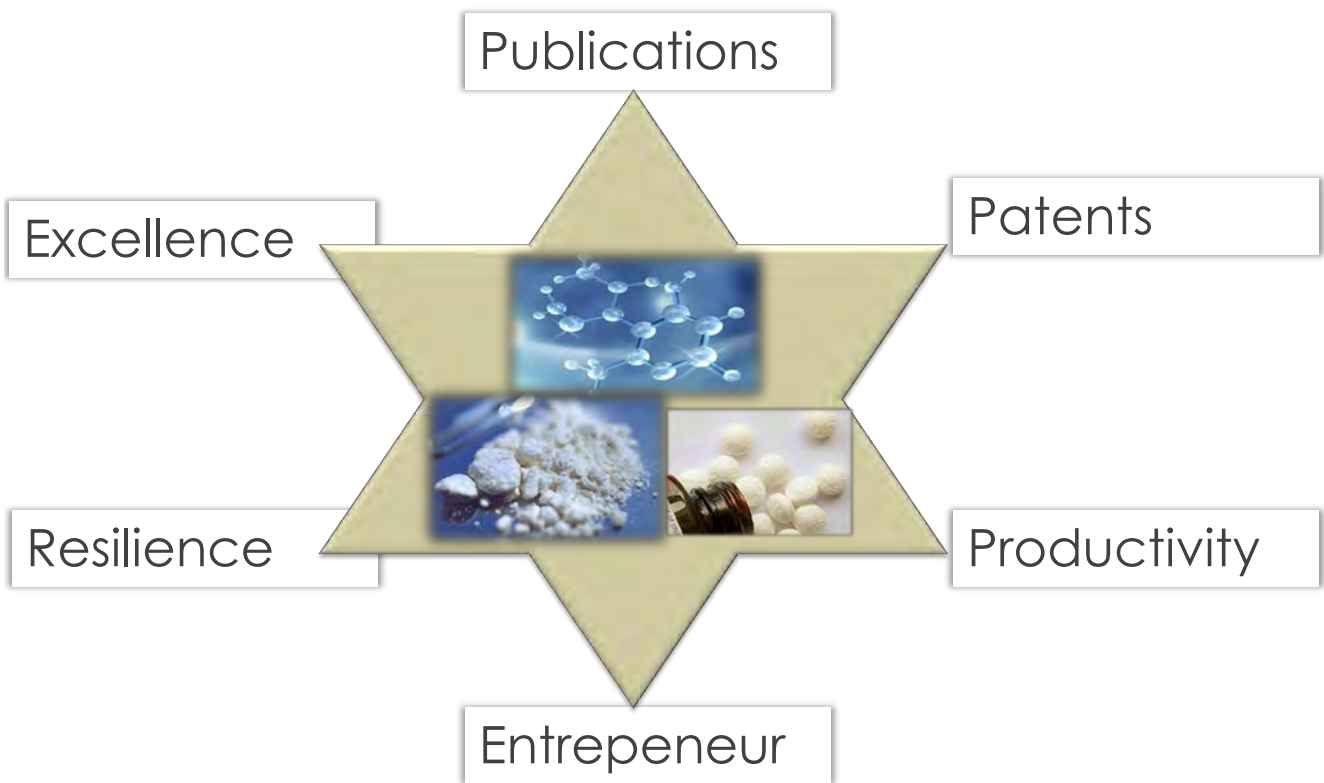 Publications
Excellence
Patents
Resilience
Productivity
Entrepeneur